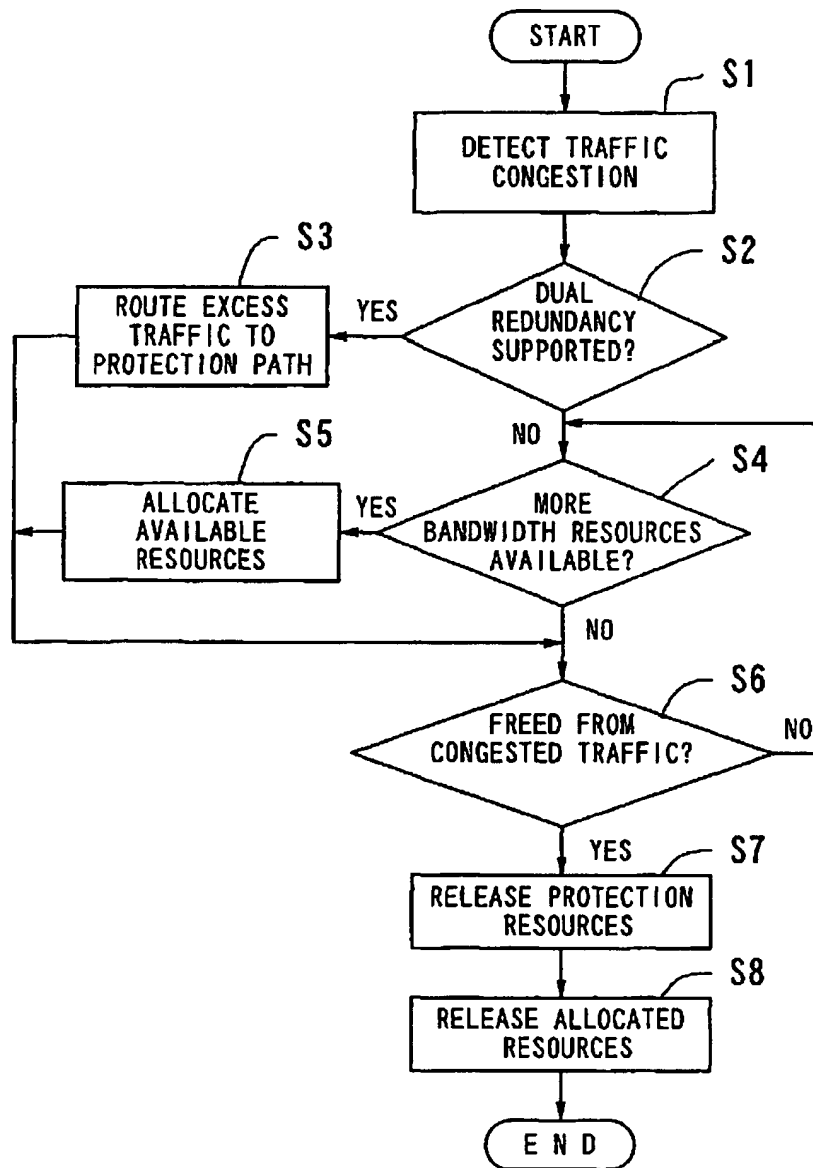 START
S1
DETECT TRAFFIC
CONGESTION
S2
DUAL
REDUNDANCY
SUPPORTED?
YES
S3
ROUTE EXCESS
TRAFFIC TO
PROTECTION PATH
NO
S4
MORE
BANDWIDTH RESOURCES
AVAILABLE?
YES
S5
ALLOCATE
AVAILABLE
RESOURCES
NO
S6
FREED FROM
CONGESTED TRAFFIC?
NO
YES
S7
RELEASE PROTECTION
RESOURCES
S8
RELEASE ALLOCATED
RESOURCES
END